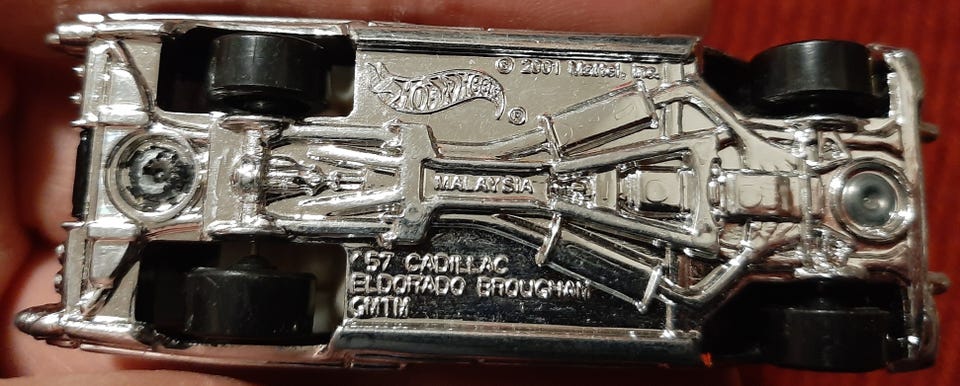 © 2001 Mattel, Inc.
HOT WHEELS ®
MALAYSIA
'57 CADILLAC
ELDORADO BROUGHAM
GMTM